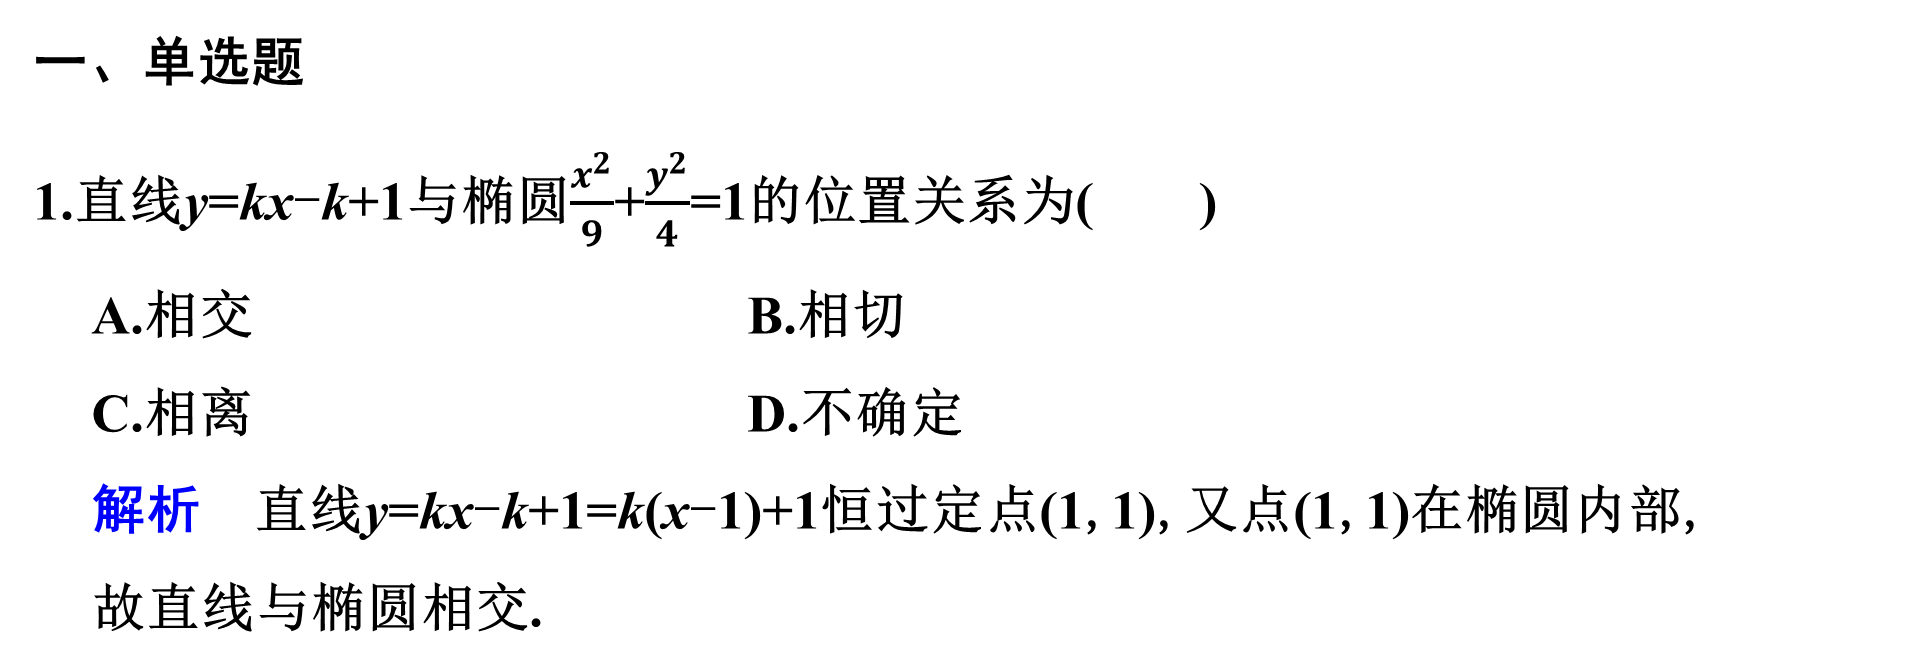 一、单选题
1.直线y=kx−k+1与椭圆x²/9+y²/4=1的位置关系为(　　)
A.相交 B.相切
C.相离 D.不确定
解析 直线y=kx−k+1=k(x−1)+1恒过定点(1, 1), 又点(1, 1)在椭圆内部,
故直线与椭圆相交.